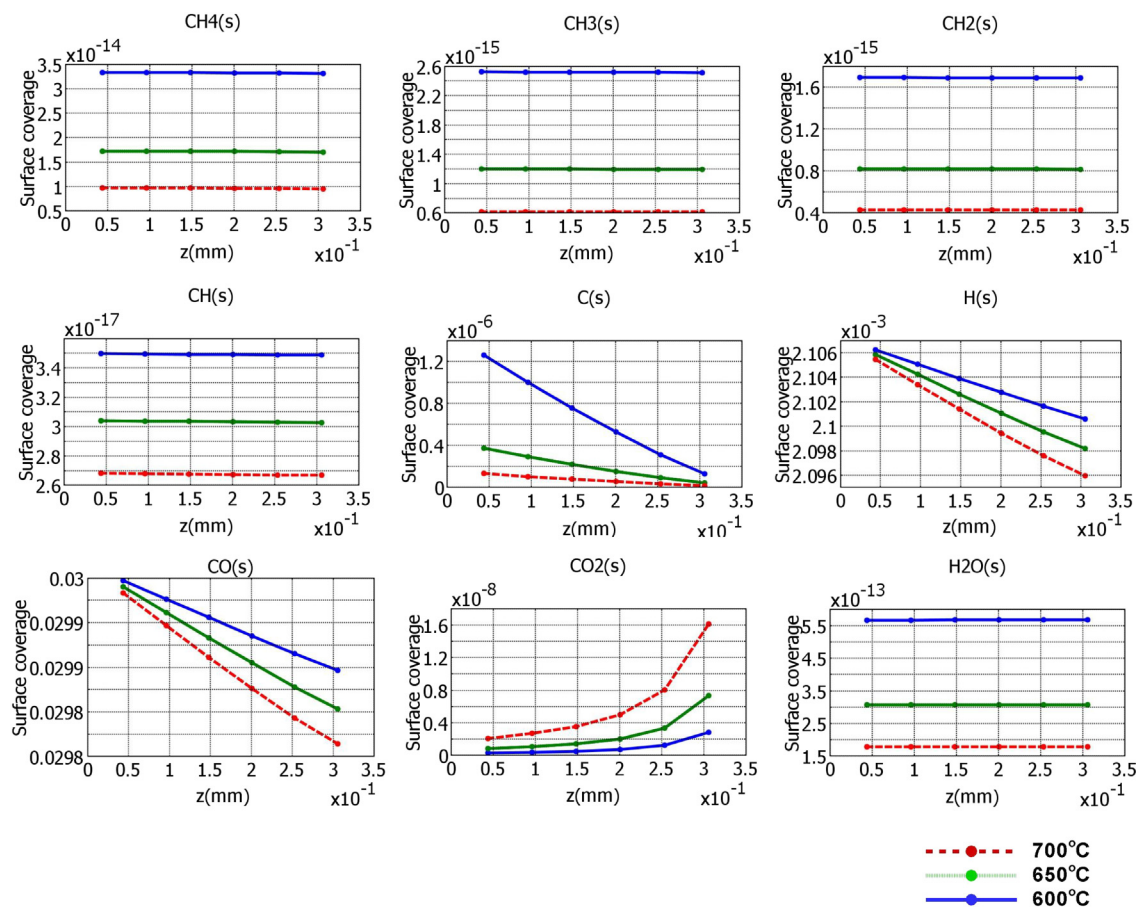 CH4(s)
x10^-14
3.5
3
2.5
2
1.5
1
0.5
Surface coverage
0 0.5 1 1.5 2 2.5 3 3.5
z(mm)
x10^-1
CH3(s)
x10^-15
2.6
2.2
1.8
1.4
1
0.6
Surface coverage
0 0.5 1 1.5 2 2.5 3 3.5
z(mm)
x10^-1
CH2(s)
x10^-15
1.6
1.2
0.8
0.4
Surface coverage
0 0.5 1 1.5 2 2.5 3 3.5
z(mm)
x10^-1
CH(s)
x10^-17
3.4
3
2.6
Surface coverage
0 0.5 1 1.5 2 2.5 3 3.5
z(mm)
x10^-1
C(s)
x10^-6
1.2
0.8
0.4
0
Surface coverage
0 0.5 1 1.5 2 2.5 3 3.5
z(mm)
x10^-1
H(s)
x10^-3
2.106
2.104
2.102
2.1
2.098
2.096
Surface coverage
0 0.5 1 1.5 2 2.5 3 3.5
z(mm)
x10^-1
CO(s)
0.03
0.0299
0.0299
0.0298
0.0298
Surface coverage
0 0.5 1 1.5 2 2.5 3 3.5
z(mm)
x10^-1
CO2(s)
x10^-8
1.6
1.2
0.8
0.4
0
Surface coverage
0 0.5 1 1.5 2 2.5 3 3.5
z(mm)
x10^-1
H2O(s)
x10^-13
5.5
3.5
1.5
Surface coverage
0 0.5 1 1.5 2 2.5 3 3.5
z(mm)
x10^-1
700°C
650°C
600°C